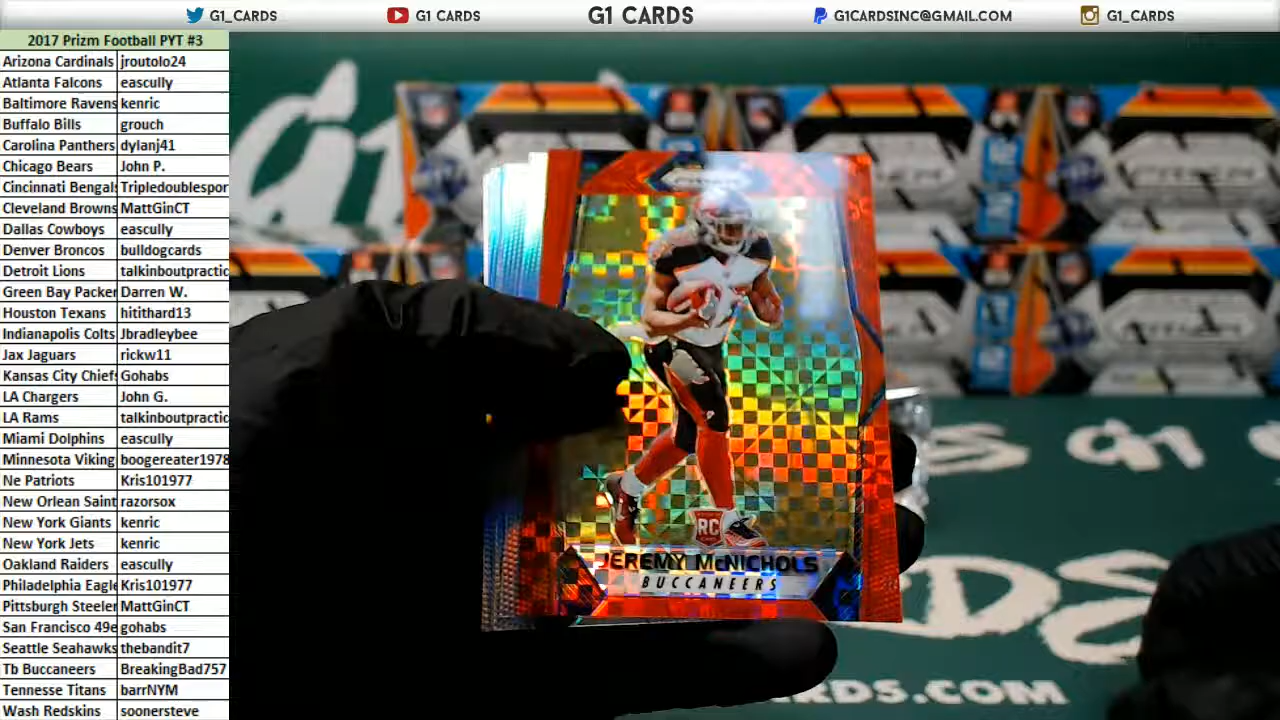 G1_CARDS
G1 CARDS
G1 CARDS
G1CARDSINC@GMAIL.COM
G1_CARDS
2017 Prizm Football PYT #3
Arizona Cardinals jroutolo24
Atlanta Falcons eascully
Baltimore Ravens kenric
Buffalo Bills grouch
Carolina Panthers dylanj41
Chicago Bears John P.
Cincinnati Bengals Tripledoublespor
Cleveland Browns MattGinCT
Dallas Cowboys eascully
Denver Broncos bulldogcards
Detroit Lions talkinboutpractic
Green Bay Packer Darren W.
Houston Texans hitithard13
Indianapolis Colts Jbradleybee
Jax Jaguars rickw11
Kansas City Chiefs Gohabs
LA Chargers John G.
LA Rams talkinboutpractic
Miami Dolphins eascully
Minnesota Viking boogereater1978
Ne Patriots Kris101977
New Orlean Saint razorsox
New York Giants kenric
New York Jets kenric
Oakland Raiders eascully
Philadelphia Eagle Kris101977
Pittsburgh Steeler MattGinCT
San Francisco 49e gohabs
Seattle Seahawks thebandit7
Tb Buccaneers BreakingBad757
Tennesse Titans barrNYM
Wash Redskins soonersteve
RC
JEREMY McNICHOLS
BUCCANEERS
G1
RDS.COM